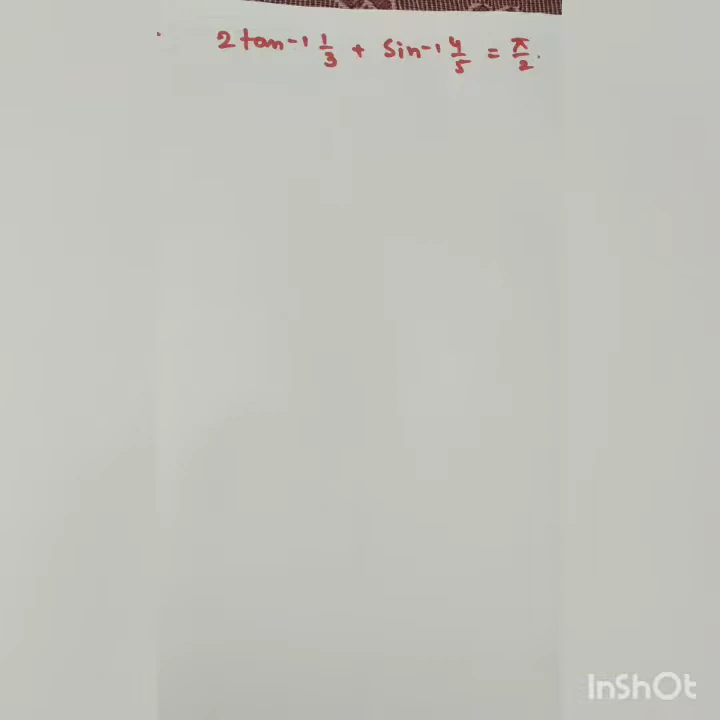 2 tan-1 1/3 + Sin-1 4/5 = π/2.
InShOt